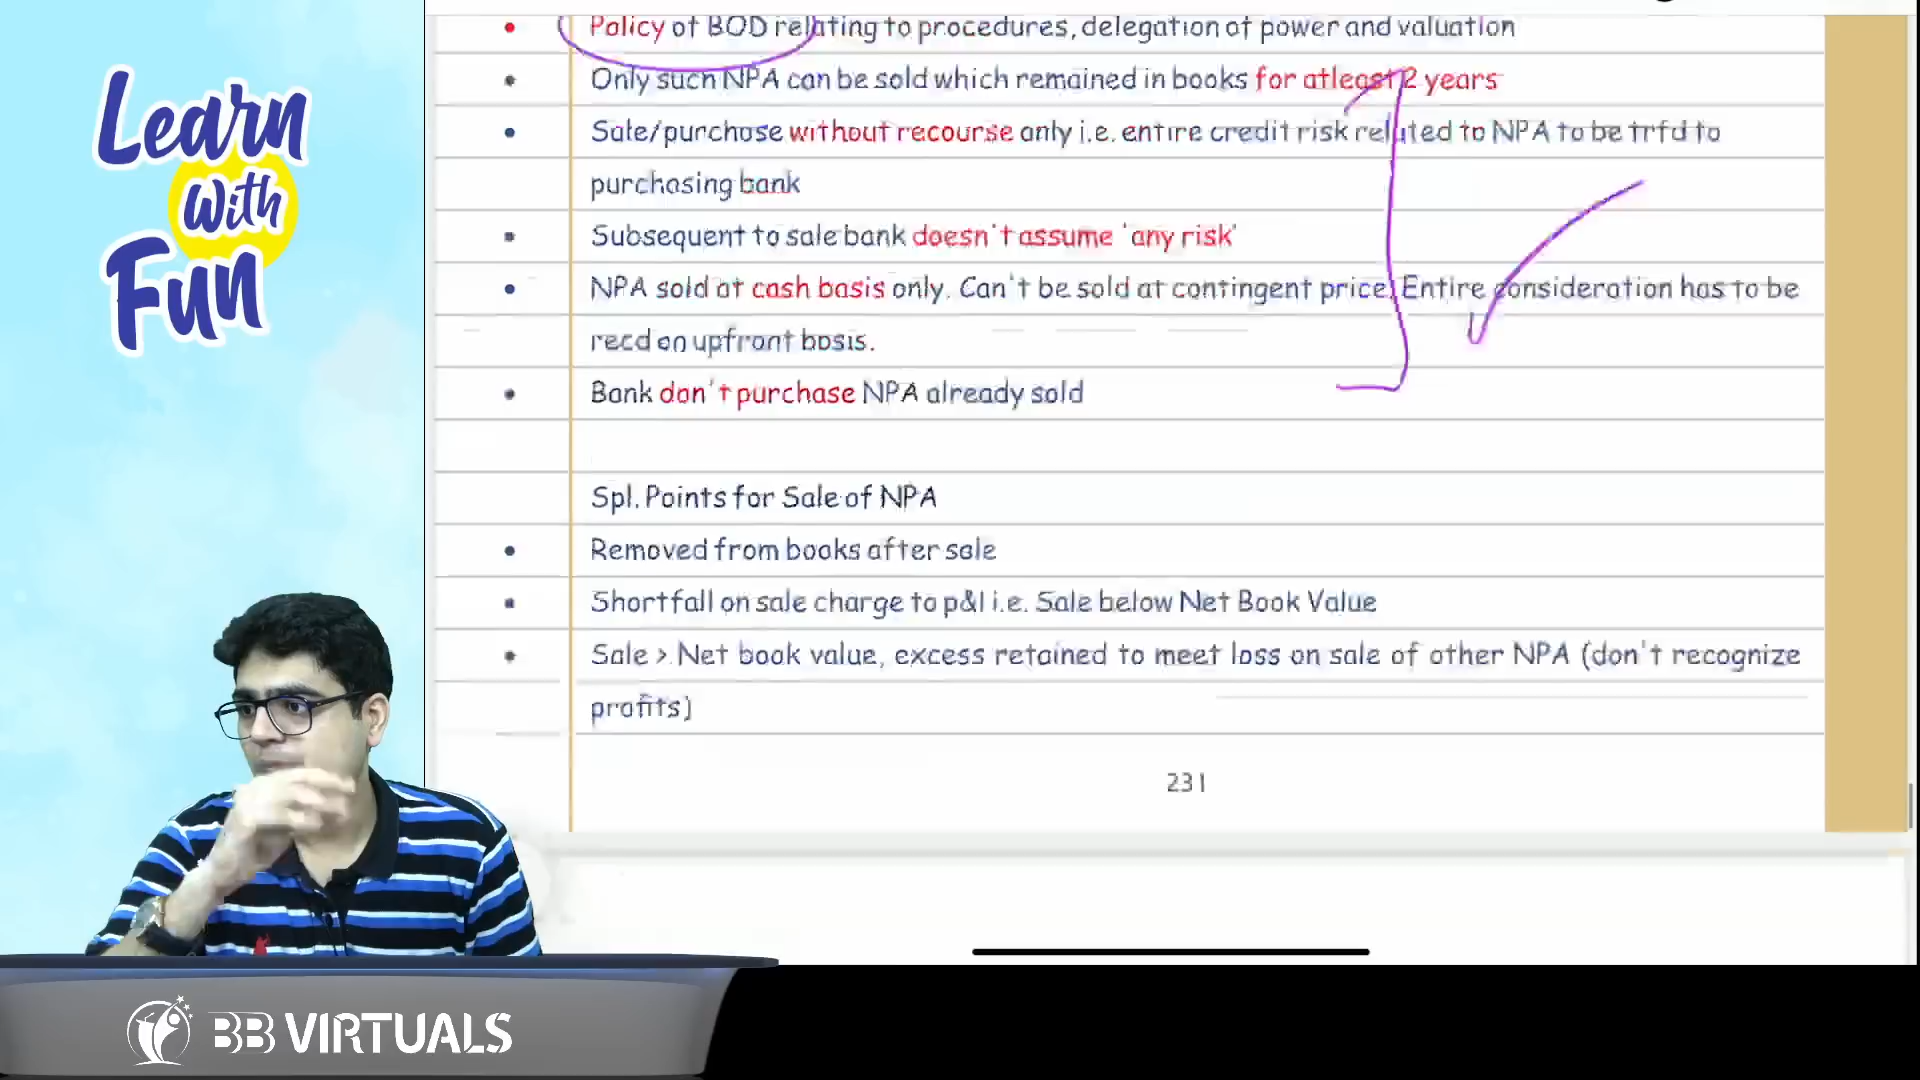 Learn
with
Fun
Policy of BOD relating to procedures, delegation of power and valuation
Only such NPA can be sold which remained in books for atleast 2 years
Sale/purchase without recourse only i.e. entire credit risk related to NPA to be trfd to
purchasing bank
Subsequent to sale bank doesn't assume 'any risk'
NPA sold at cash basis only. Can't be sold at contingent price. Entire consideration has to be
recd on upfront basis.
Bank don't purchase NPA already sold
Spl. Points for Sale of NPA
Removed from books after sale
Shortfall on sale charge to p&l i.e. Sale below Net Book Value
Sale > Net book value, excess retained to meet loss on sale of other NPA (don't recognize
profits)
231
BB VIRTUALS